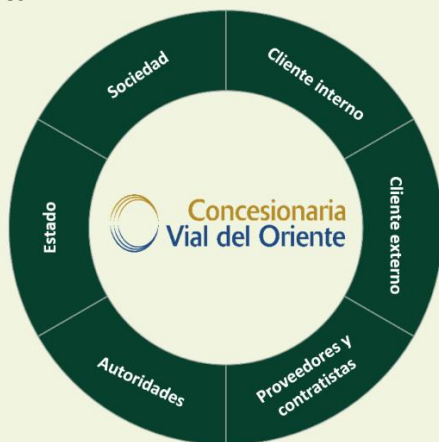 Sociedad
Cliente interno
Estado
Concesionaria
Vial del Oriente
Cliente externo
Autoridades
Proveedores y
contratistas